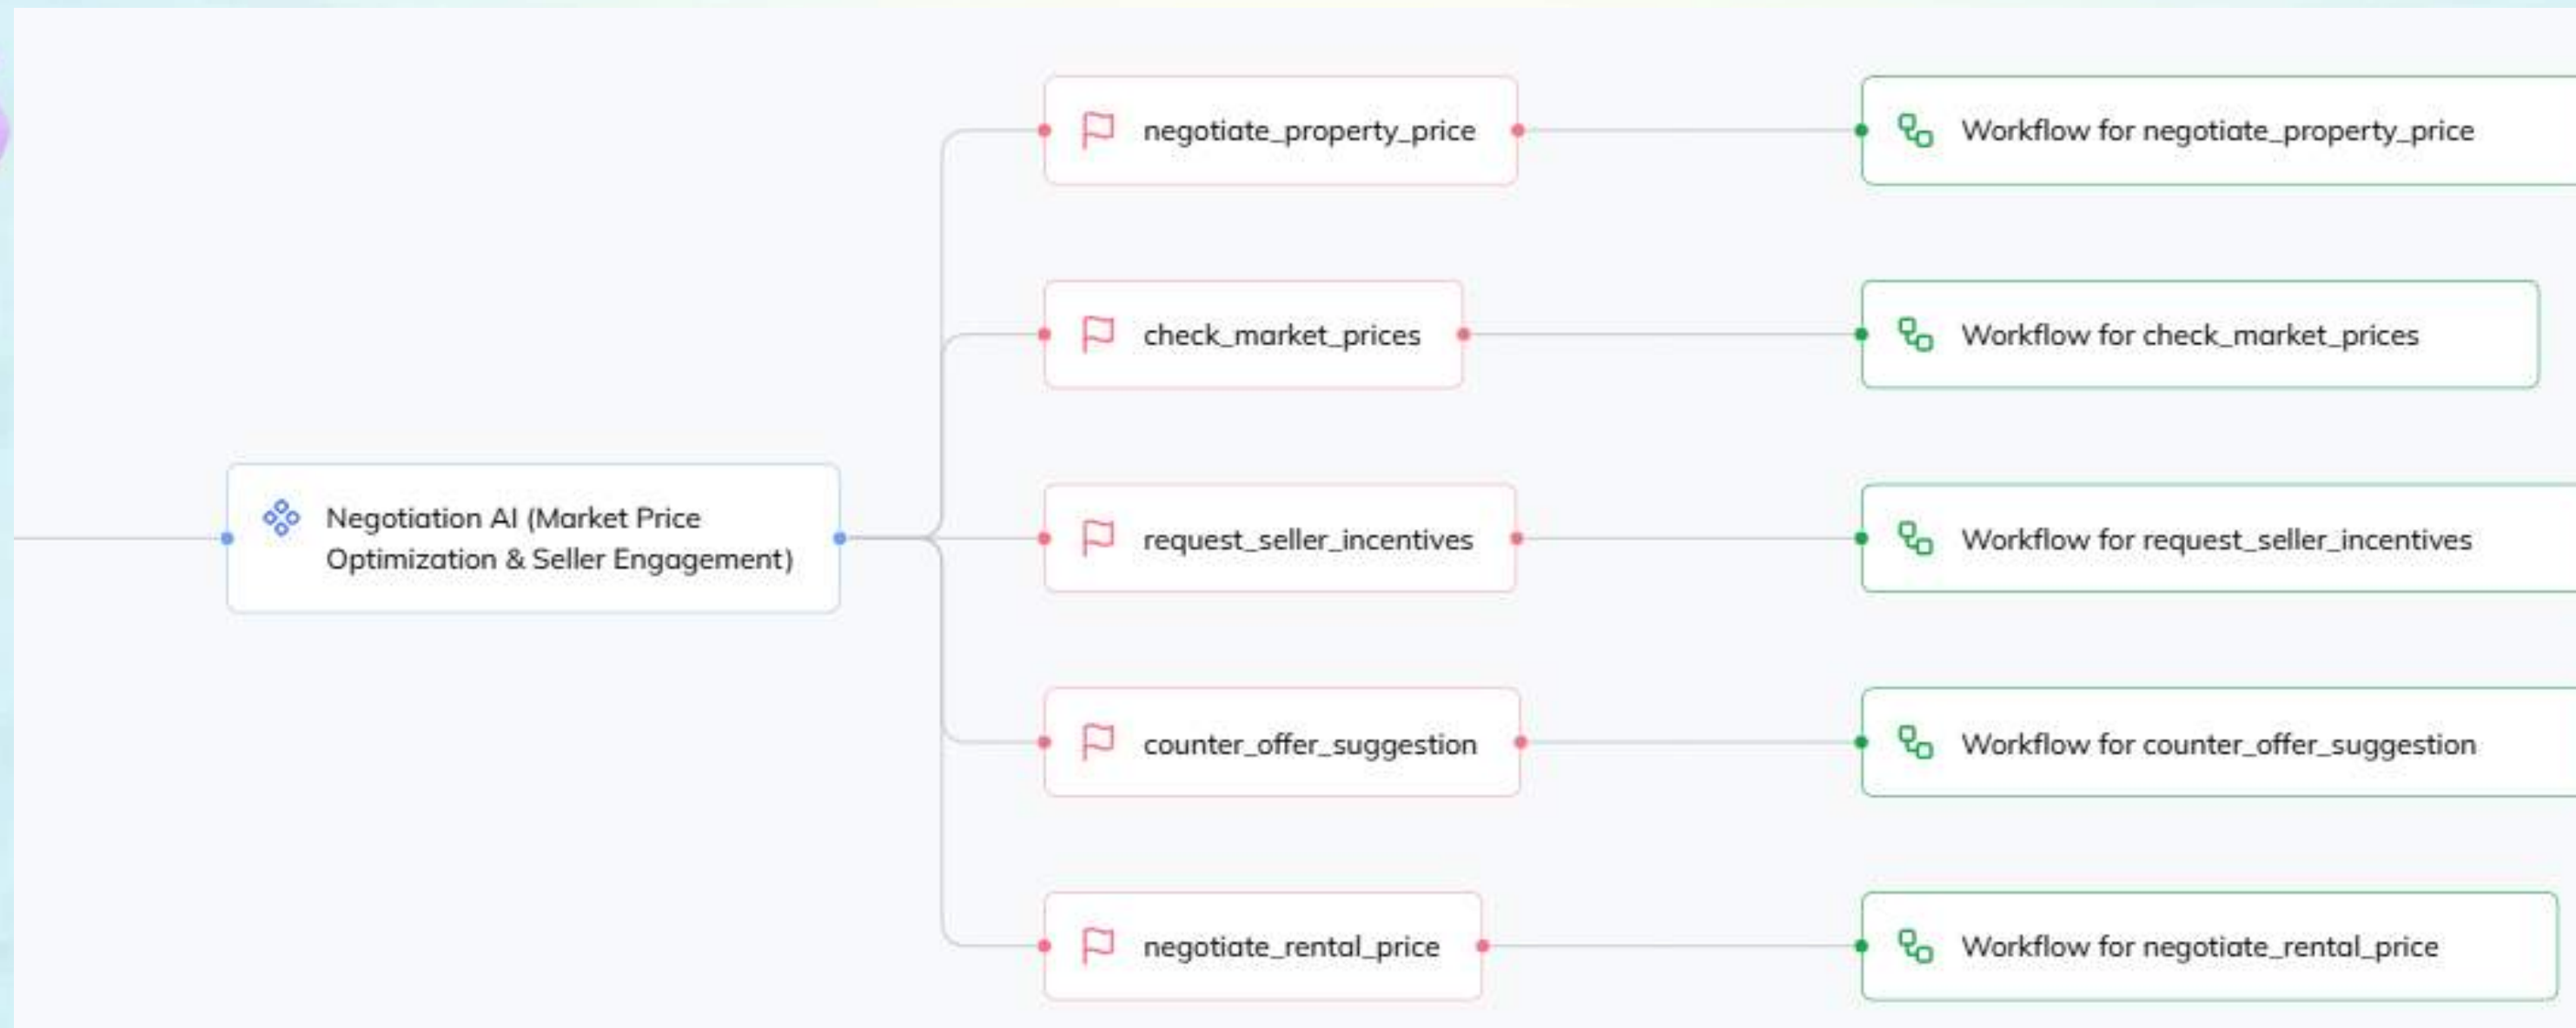 negotiate_property_price
Workflow for negotiate_property_price
check_market_prices
Workflow for check_market_prices
Negotiation AI (Market Price
Optimization & Seller Engagement)
request_seller_incentives
Workflow for request_seller_incentives
counter_offer_suggestion
Workflow for counter_offer_suggestion
negotiate_rental_price
Workflow for negotiate_rental_price